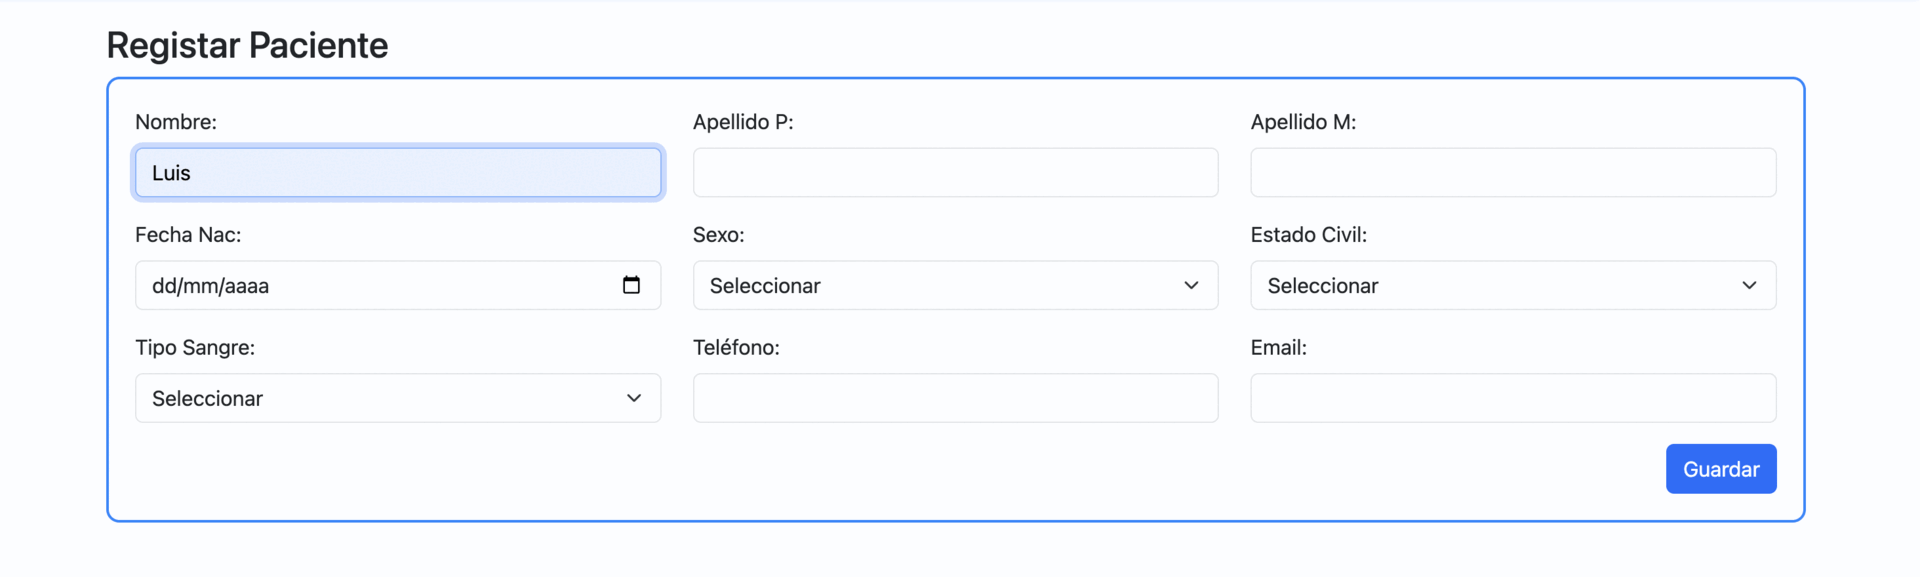 Registar Paciente
Nombre: Apellido P: Apellido M:
Luis
Fecha Nac: Sexo: Estado Civil:
dd/mm/aaaa Seleccionar Seleccionar
Tipo Sangre: Teléfono: Email:
Seleccionar
Guardar